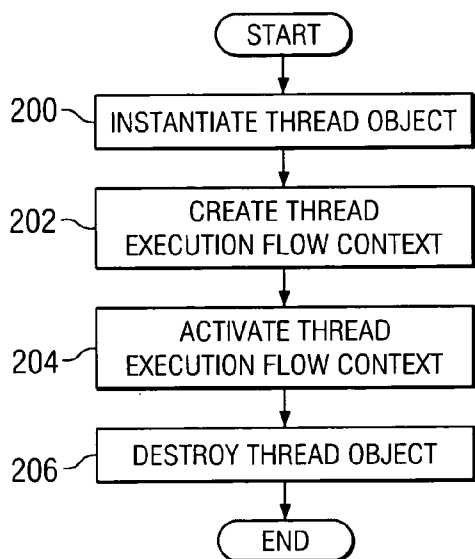 START
200
INSTANTIATE THREAD OBJECT
202
CREATE THREAD
EXECUTION FLOW CONTEXT
204
ACTIVATE THREAD
EXECUTION FLOW CONTEXT
206
DESTROY THREAD OBJECT
END